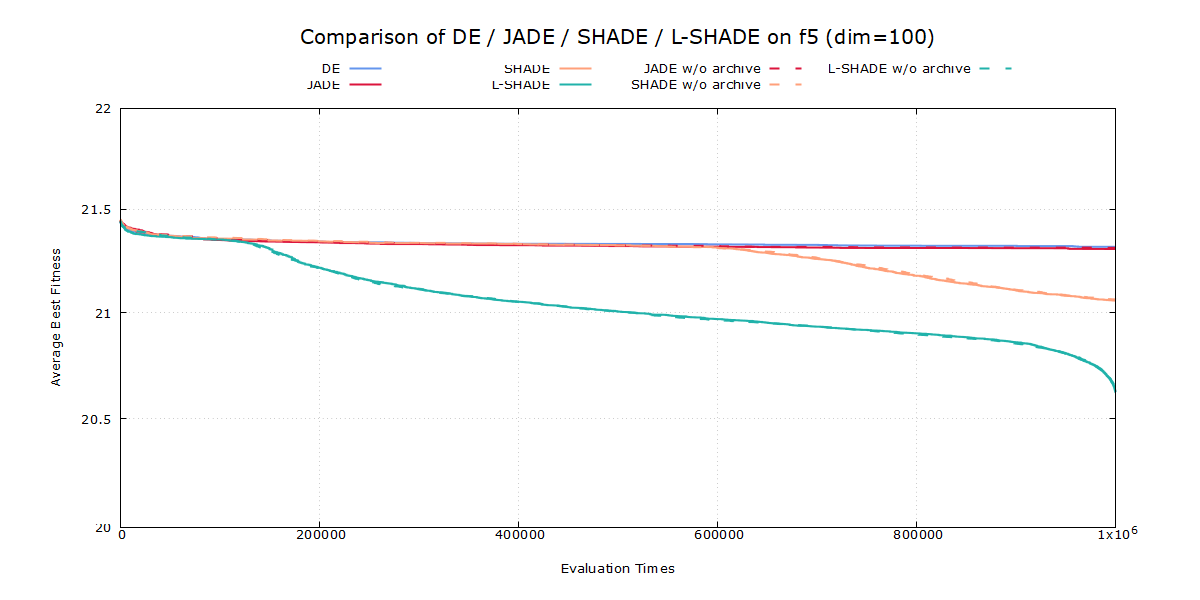 Comparison of DE / JADE / SHADE / L-SHADE on f5 (dim=100)
DE SHADE JADE w/o archive L-SHADE w/o archive
JADE L-SHADE SHADE w/o archive
22
21.5
21
20.5
20
Average Best Fitness
0 200000 400000 600000 800000 1x10^6
Evaluation Times